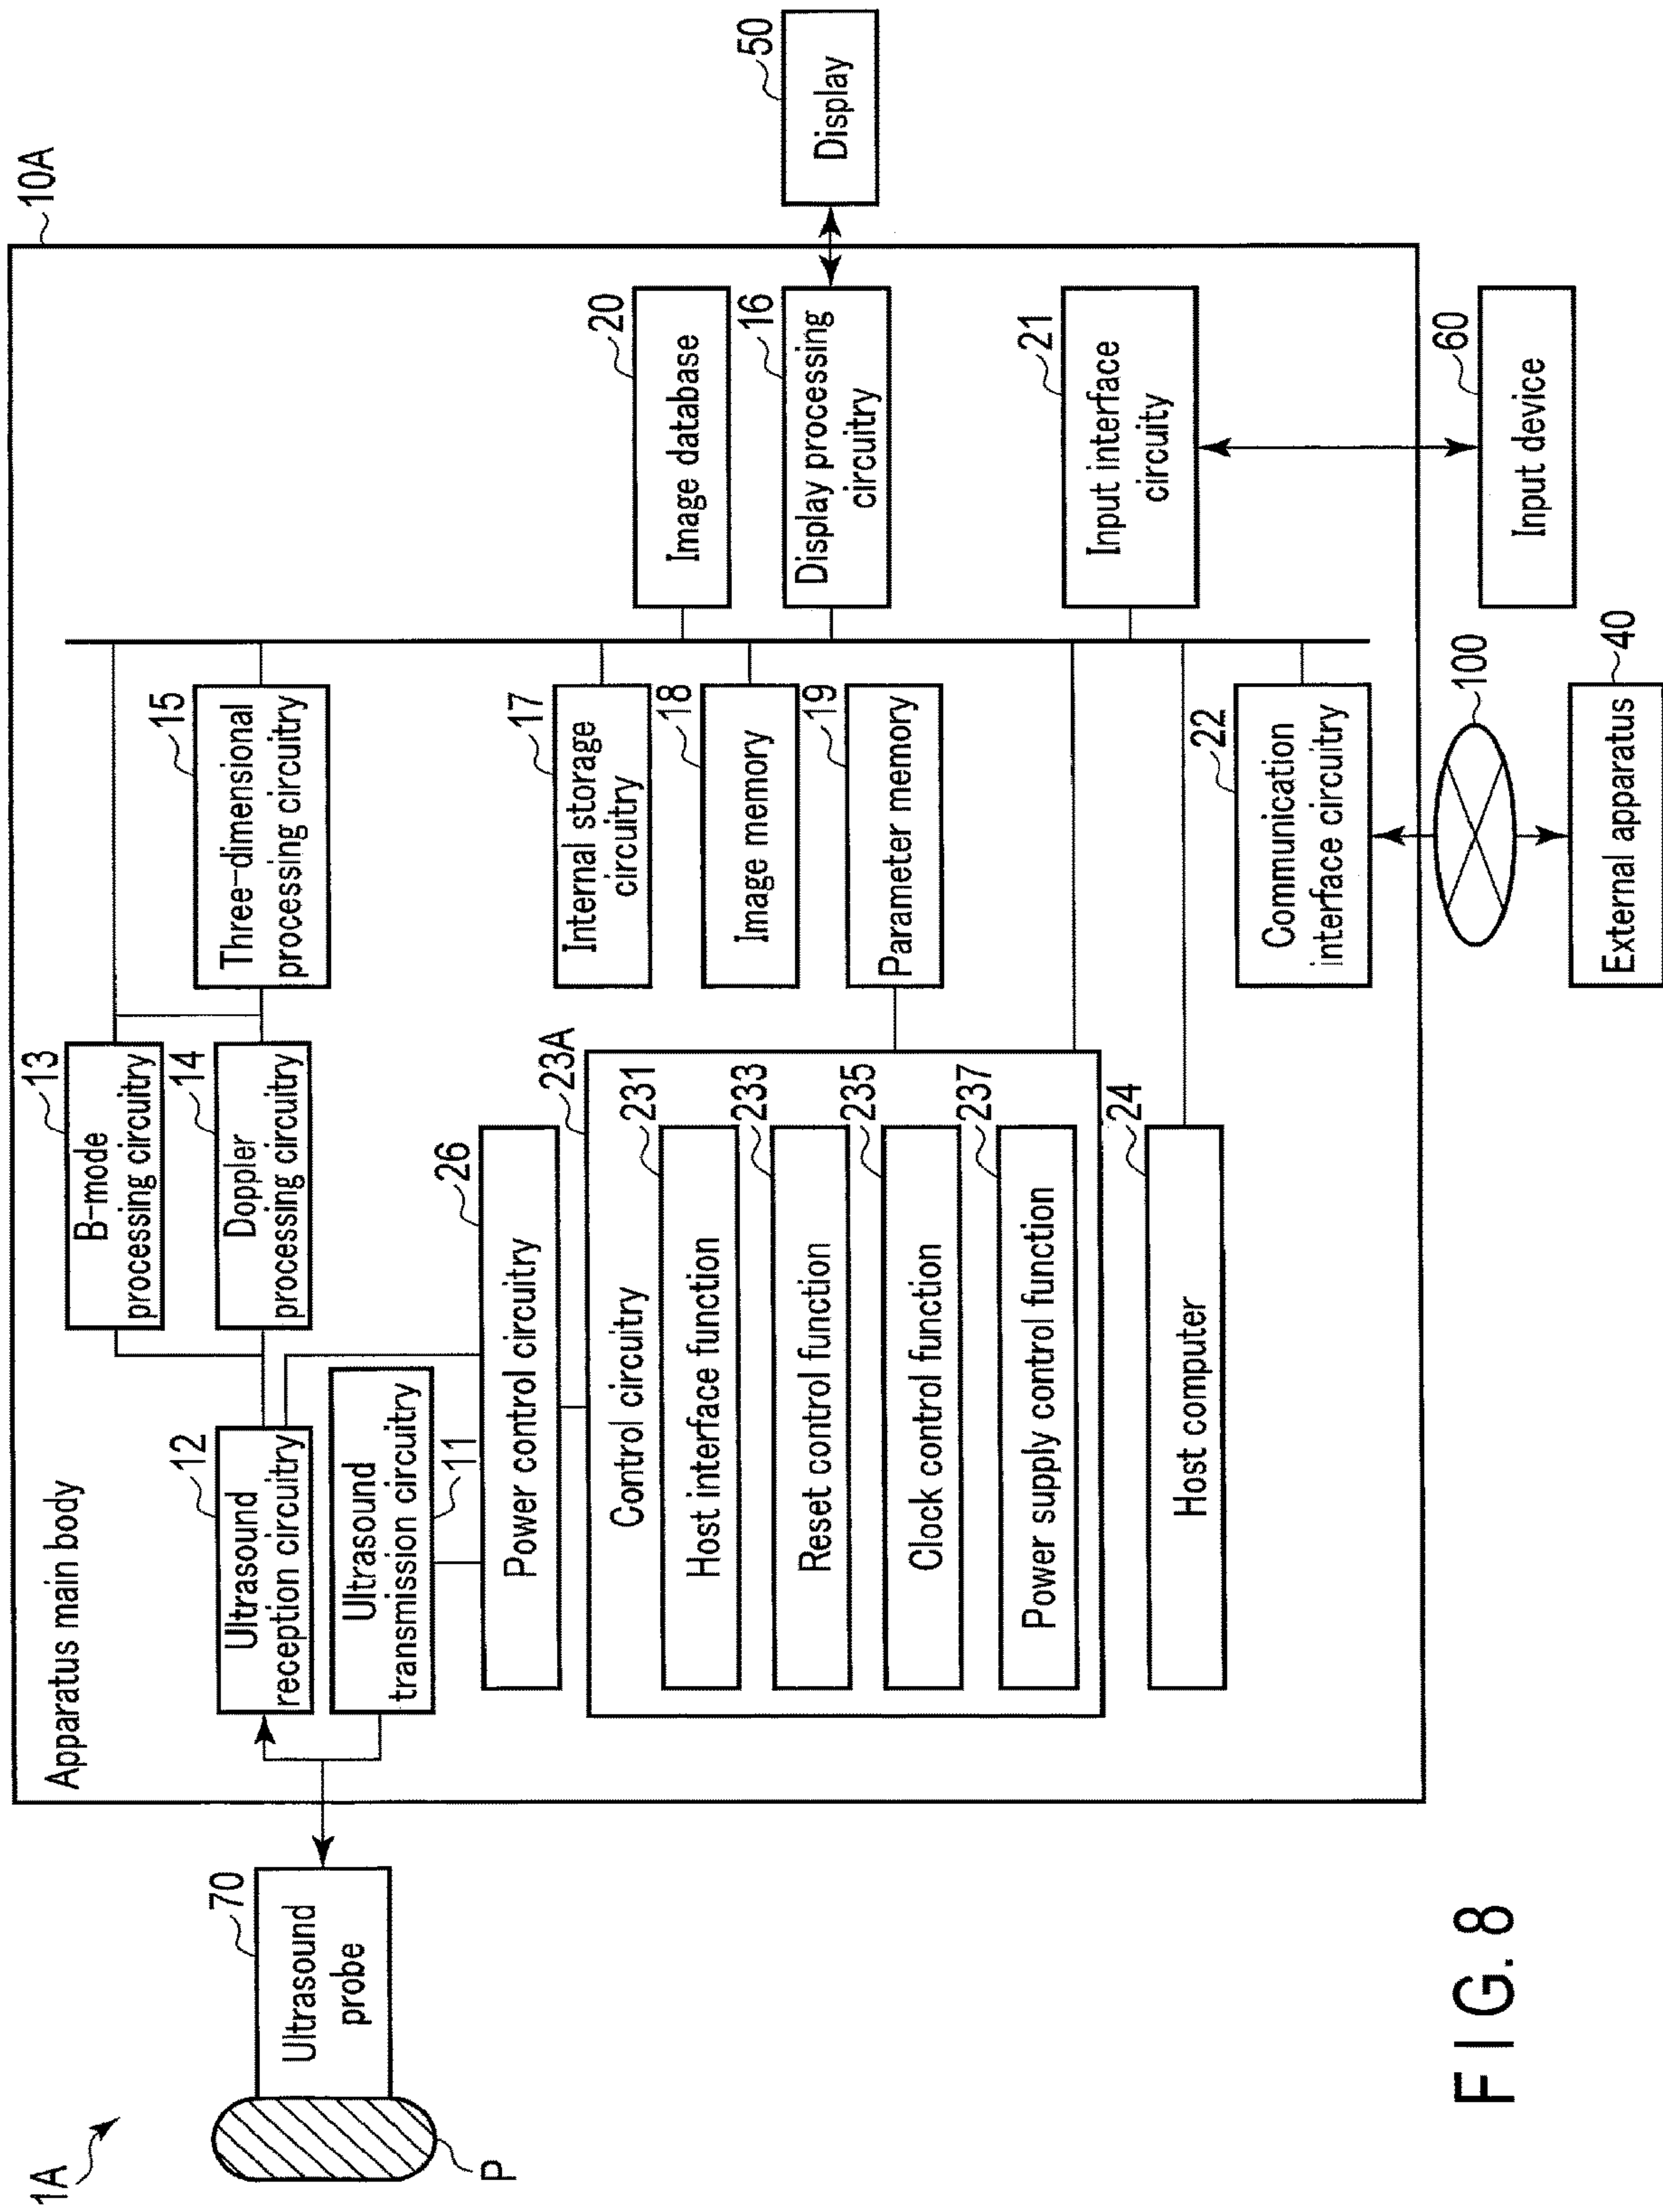 1A
Apparatus main body
10A
70
Ultrasound
probe
P
12
Ultrasound
reception circuitry
Ultrasound
transmission circuitry
11
13
B-mode
processing circuitry
14
Doppler
processing circuitry
15
Three-dimensional
processing circuitry
26
Power control circuitry
23A
Control circuitry
231
Host interface function
233
Reset control function
235
Clock control function
237
Power supply control function
24
Host computer
17
Internal storage
circuitry
18
Image memory
19
Parameter memory
22
Communication
interface circuitry
20
Image database
16
Display processing
circuitry
21
Input interface
circuity
50
Display
60
Input device
100
40
External apparatus
FIG. 8